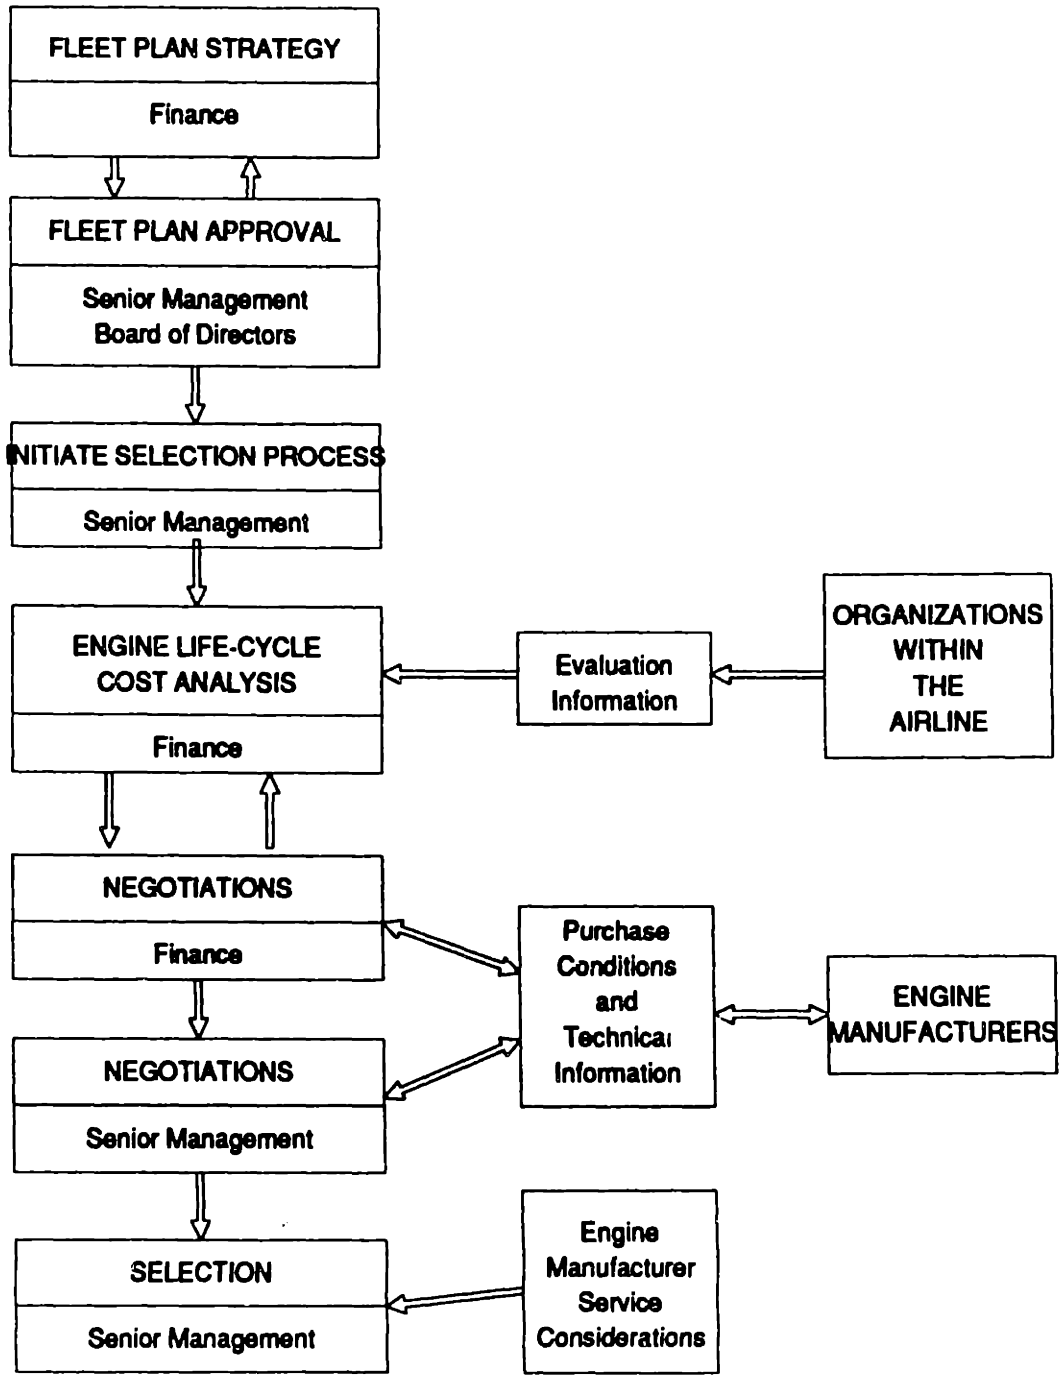 FLEET PLAN STRATEGY
Finance
FLEET PLAN APPROVAL
Senior Management
Board of Directors
INITIATE SELECTION PROCESS
Senior Management
ENGINE LIFE-CYCLE
COST ANALYSIS
Finance
Evaluation
Information
ORGANIZATIONS
WITHIN
THE
AIRLINE
NEGOTIATIONS
Finance
Purchase
Conditions
and
Technical
Information
ENGINE
MANUFACTURERS
NEGOTIATIONS
Senior Management
SELECTION
Senior Management
Engine
Manufacturer
Service
Considerations